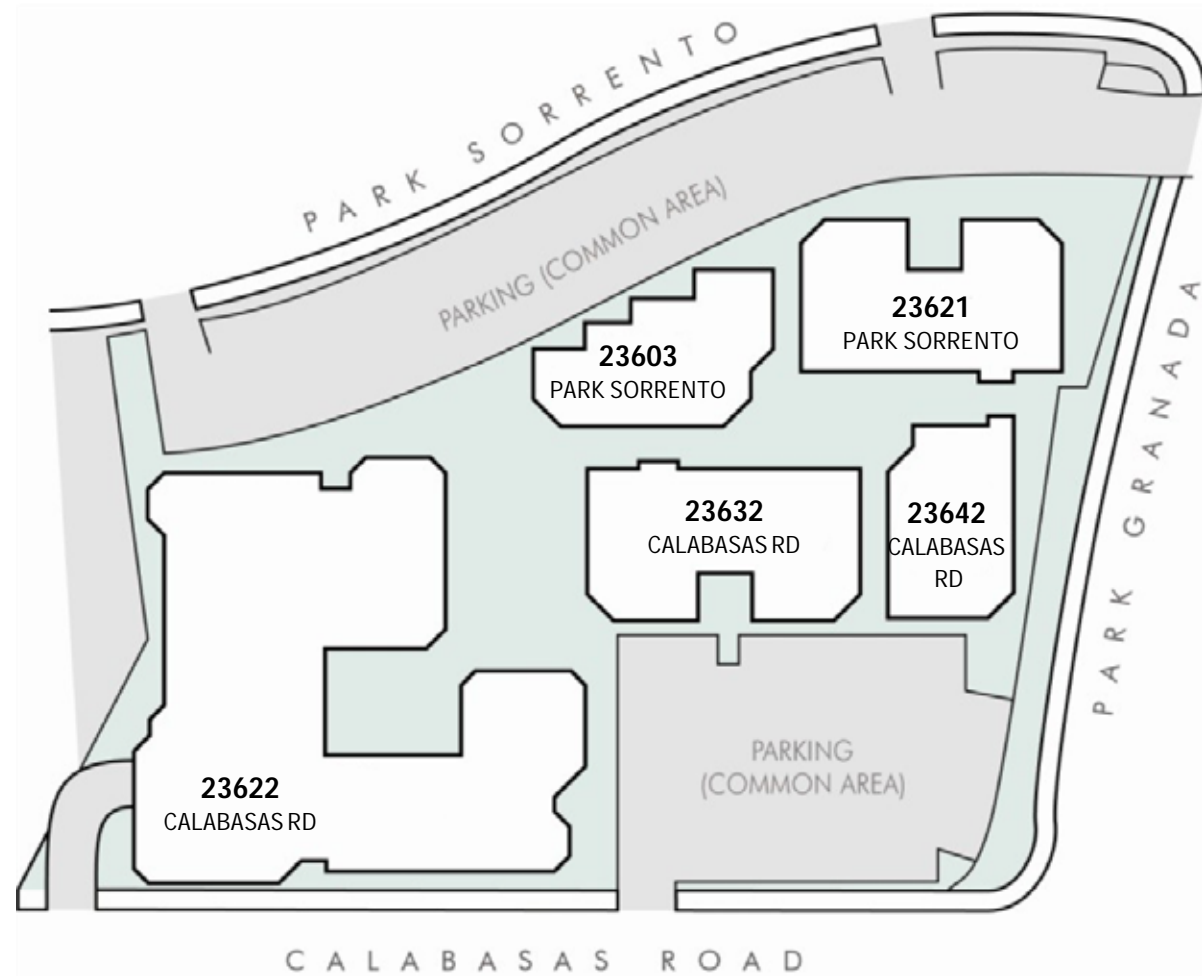 PARK SORRENTO
PARKING (COMMON AREA)
23621
PARK SORRENTO
23603
PARK SORRENTO
PARK GRANADA
23632
CALABASAS RD
23642
CALABASAS
RD
PARKING
(COMMON AREA)
23622
CALABASAS RD
CALABASAS ROAD